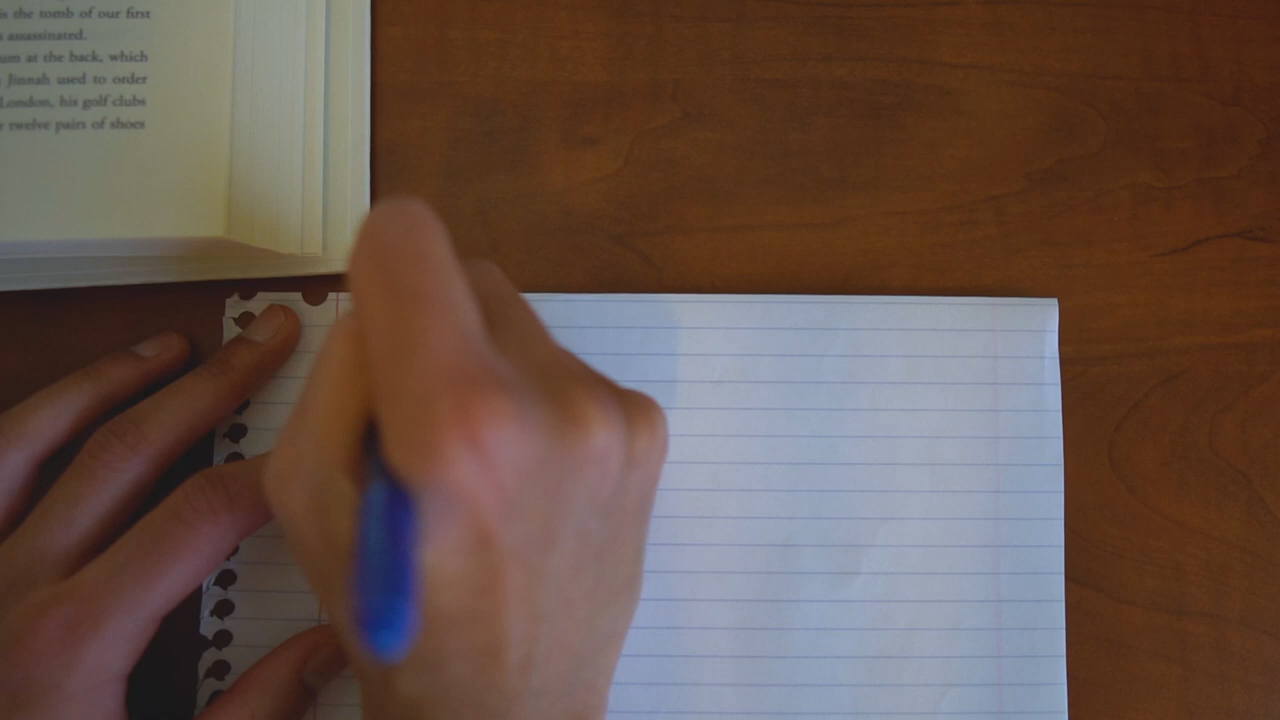 is the tomb of our first
assassinated.
um at the back, which
Jinnah used to order
London, his golf clubs
twelve pairs of shoes